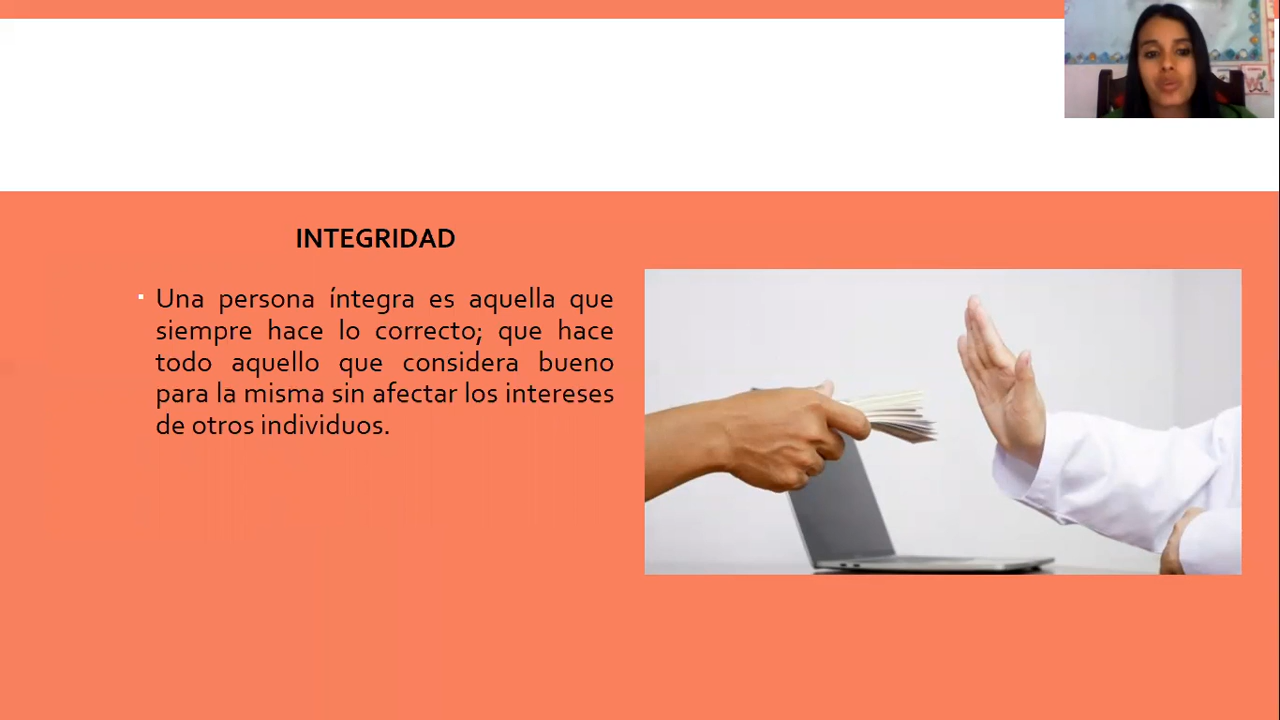 INTEGRIDAD
Una persona íntegra es aquella que
siempre hace lo correcto; que hace
todo aquello que considera bueno
para la misma sin afectar los intereses
de otros individuos.